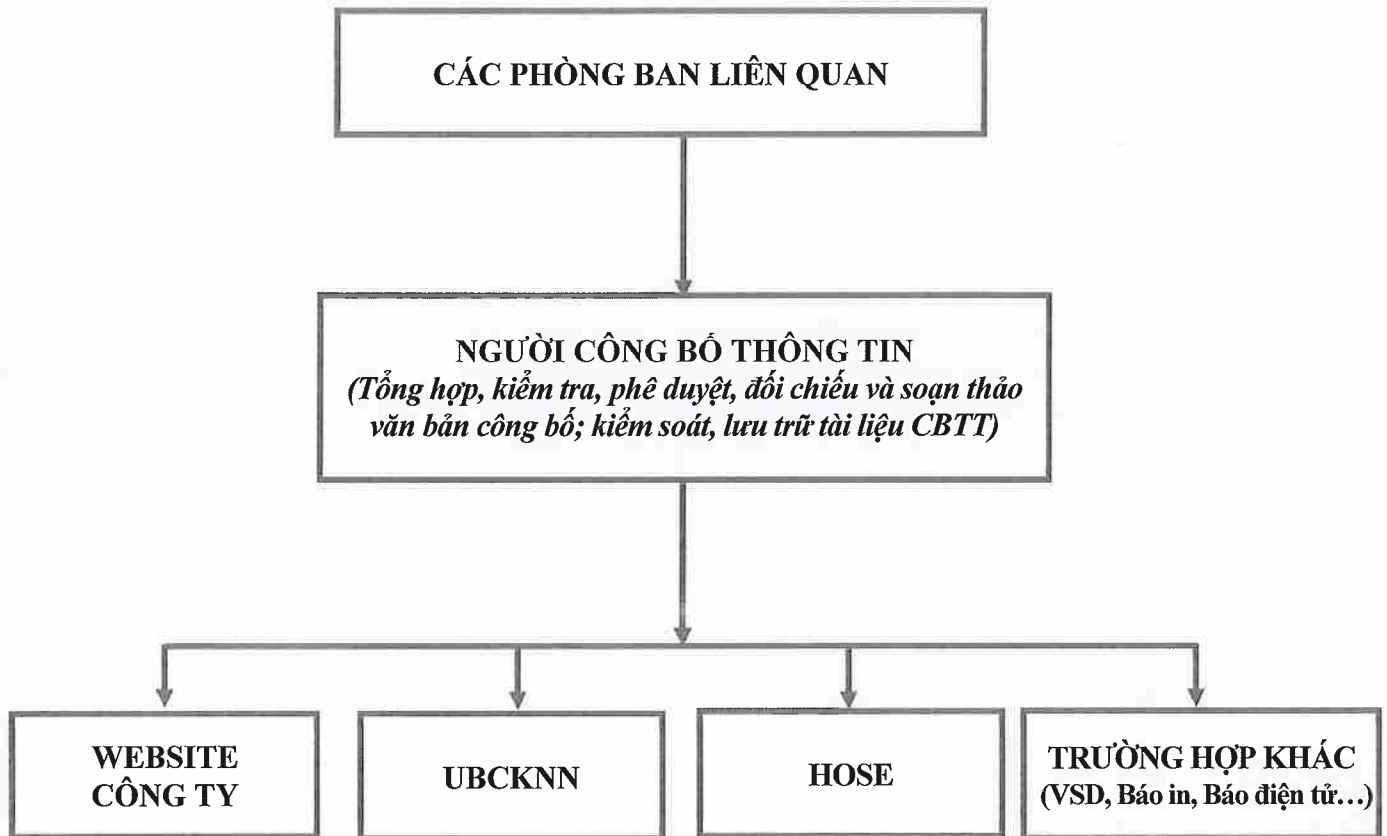 CÁC PHÒNG BAN LIÊN QUAN
NGƯỜI CÔNG BỐ THÔNG TIN
(Tổng hợp, kiểm tra, phê duyệt, đối chiếu và soạn thảo
văn bản công bố; kiểm soát, lưu trữ tài liệu CBTT)
WEBSITE
CÔNG TY
UBCKNN
HOSE
TRƯỜNG HỢP KHÁC
(VSD, Báo in, Báo điện tử…)